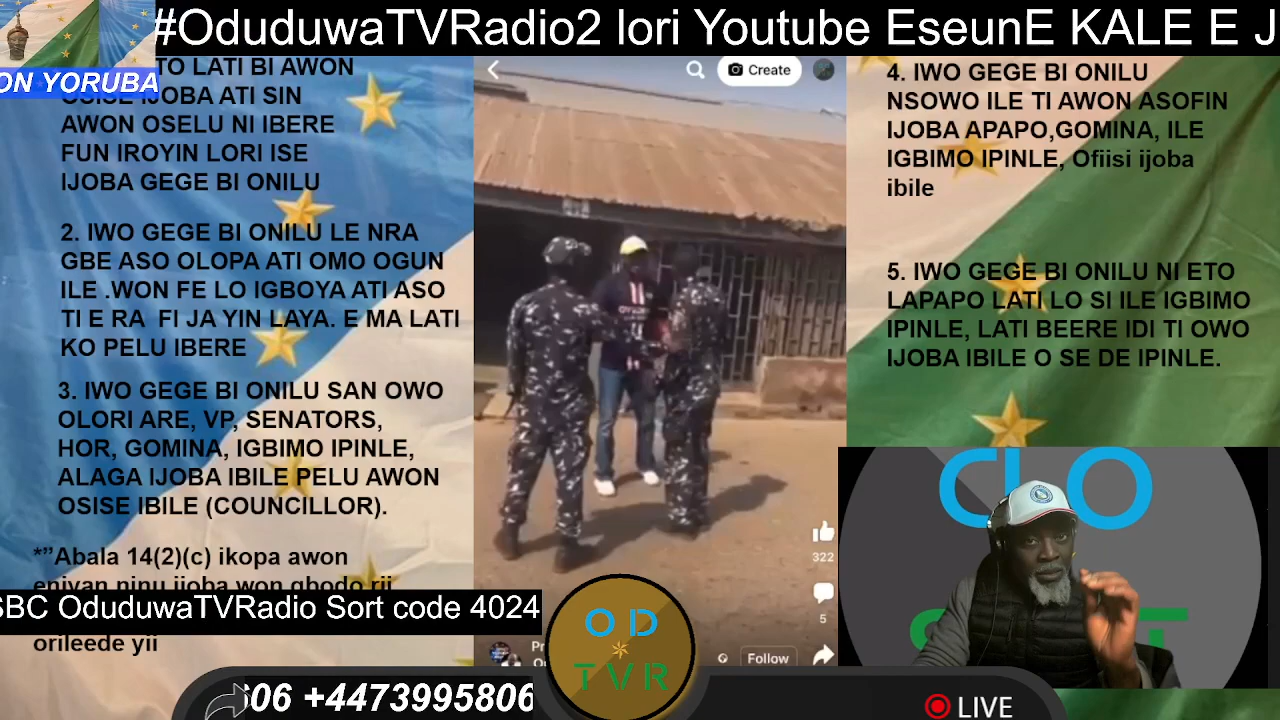 #OduduwaTVRadio2 lori Youtube EseunE KALE E J
ON YORUBA
TO LATI BI AWON
OSISE IJOBA ATI SIN
AWON OSELU NI IBERE
FUN IROYIN LORI ISE
IJOBA GEGE BI ONILU
2. IWO GEGE BI ONILU LE NRA
GBE ASO OLOPA ATI OMO OGUN
ILE .WON FE LO IGBOYA ATI ASO
TI E RA FI JA YIN LAYA. E MA LATI
KO PELU IBERE
3. IWO GEGE BI ONILU SAN OWO
OLORI ARE, VP, SENATORS,
HOR, GOMINA, IGBIMO IPINLE,
ALAGA IJOBA IBILE PELU AWON
OSISE IBILE (COUNCILLOR).
*”Abala 14(2)(c) ikopa awon
eniyan ninu ijoba won gbodo rii
orileede yii
Create
322
5
Follow
4. IWO GEGE BI ONILU
NSOWO ILE TI AWON ASOFIN
IJOBA APAPO,GOMINA, ILE
IGBIMO IPINLE, Ofiisi ijoba
ibile
5. IWO GEGE BI ONILU NI ETO
LAPAPO LATI LO SI ILE IGBIMO
IPINLE, LATI BEERE IDI TI OWO
IJOBA IBILE O SE DE IPINLE.
SBC OduduwaTVRadio Sort code 4024
OD
TVR
606 +4473995806
LIVE